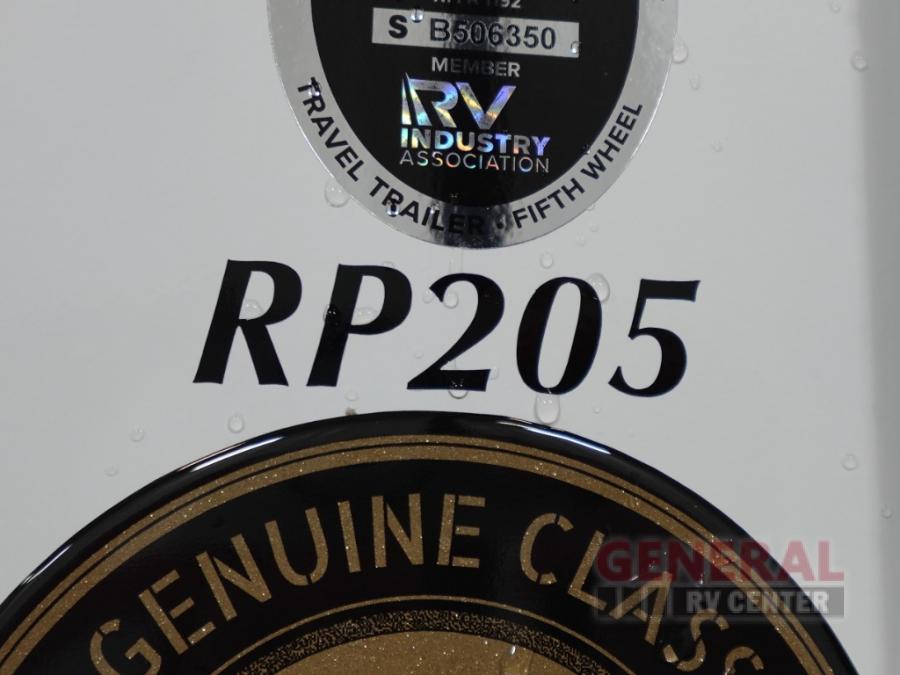 S B506350
MEMBER
RV
INDUSTRY
ASSOCIATION
TRAVEL TRAILER • FIFTH WHEEL
RP205
GENUINE CLASS
GENERAL
RV CENTER